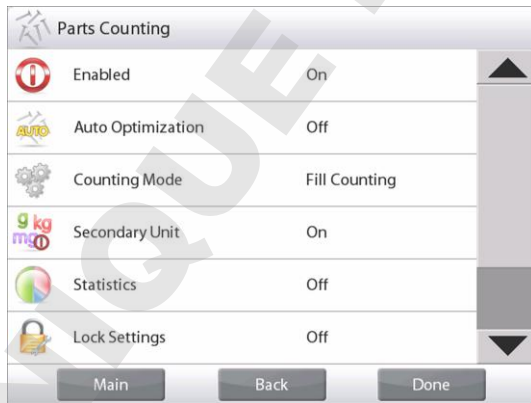 Parts Counting
Enabled On
AUTO
Auto Optimization Off
Counting Mode Fill Counting
g kg
mg
Secondary Unit On
Statistics Off
Lock Settings Off
Main Back Done